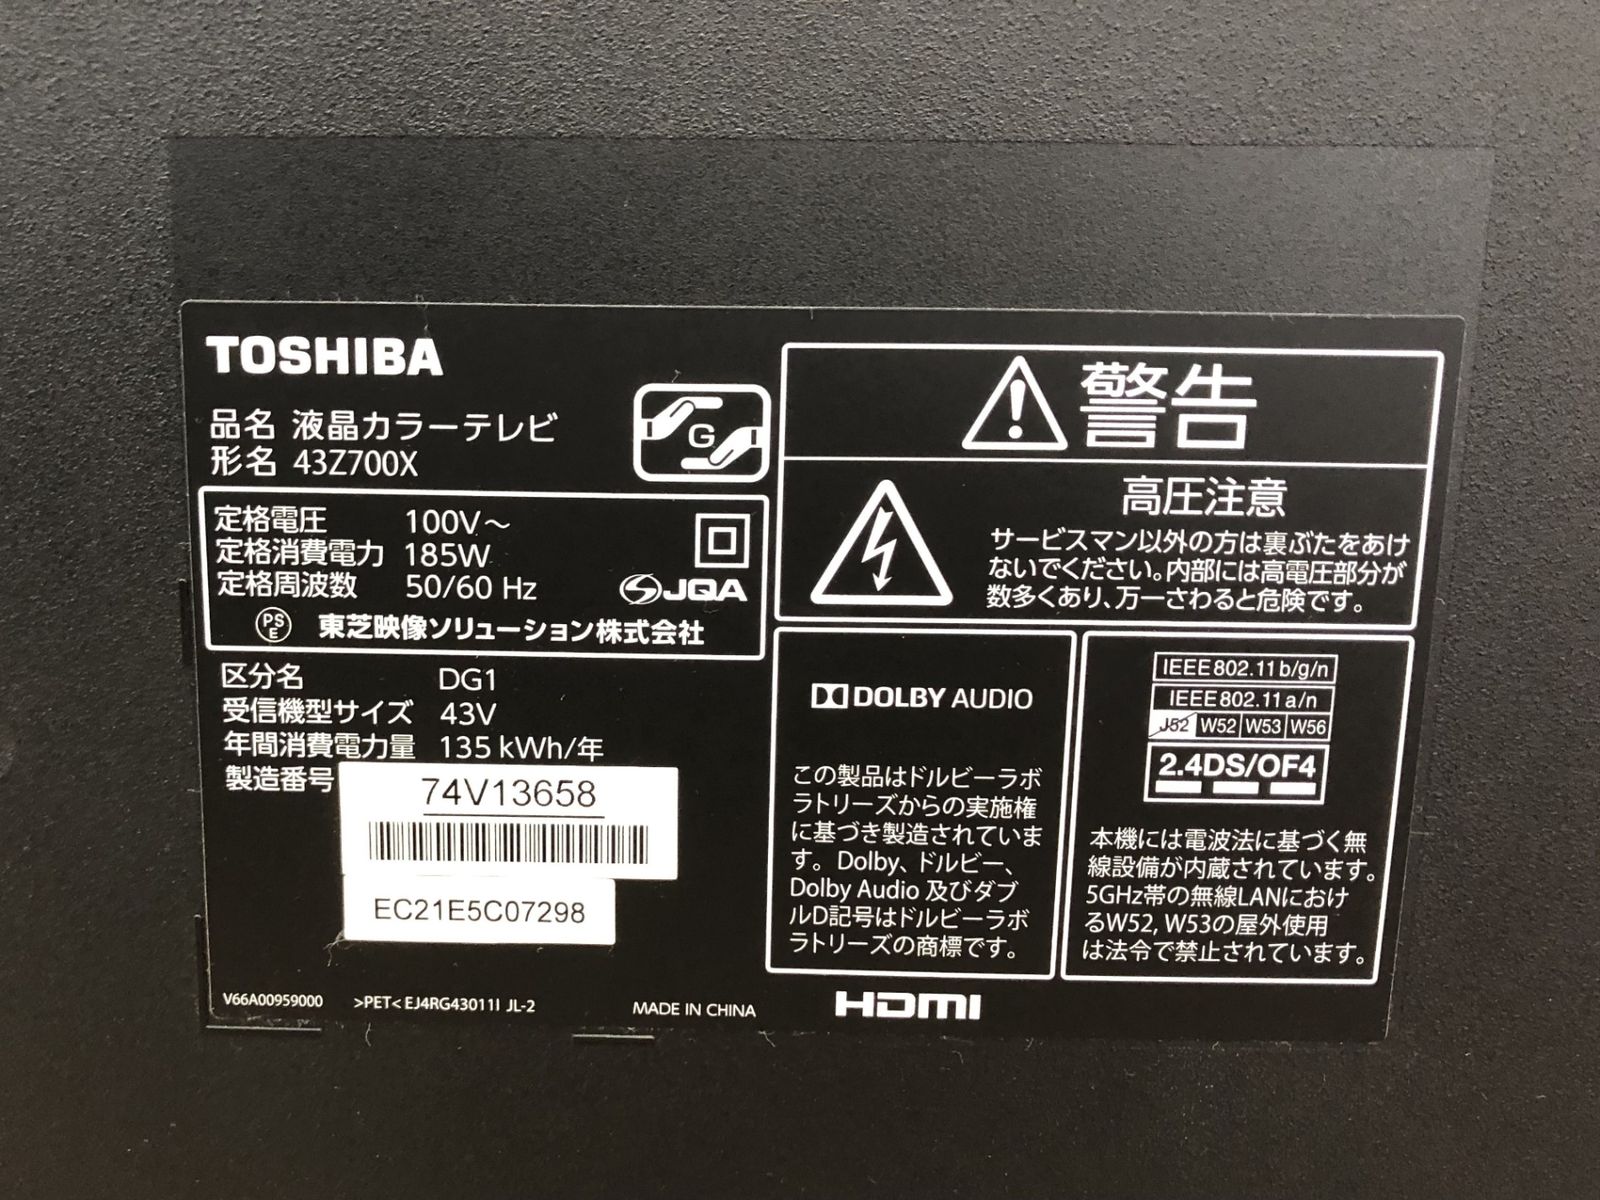 TOSHIBA
品名 液晶カラーテレビ
形名 43Z700X
G
定格電圧 100V～
定格消費電力 185W
定格周波数 50/60 Hz
JQA
PS
E
東芝映像ソリューション株式会社
区分名 DG1
受信機型サイズ 43V
年間消費電力量 135 kWh/年
製造番号
74V13658
EC21E5C07298
V66A00959000 >PET< EJ4RG43011I JL-2
MADE IN CHINA
警告
高圧注意
サービスマン以外の方は裏ぶたをあけ
ないでください。内部には高電圧部分が
数多くあり、万一さわると危険です。
DOLBY AUDIO
この製品はドルビーラボ
ラトリーズからの実施権
に基づき製造されていま
す。Dolby、ドルビー、
Dolby Audio 及びダブ
ルD記号はドルビーラボ
ラトリーズの商標です。
IEEE802.11b/g/n
IEEE802.11a/n
J52 W52 W53 W56
2.4DS/OF4
本機には電波法に基づく無
線設備が内蔵されています。
5GHz帯の無線LANにおけ
るW52, W53の屋外使用
は法令で禁止されています。
HDMI